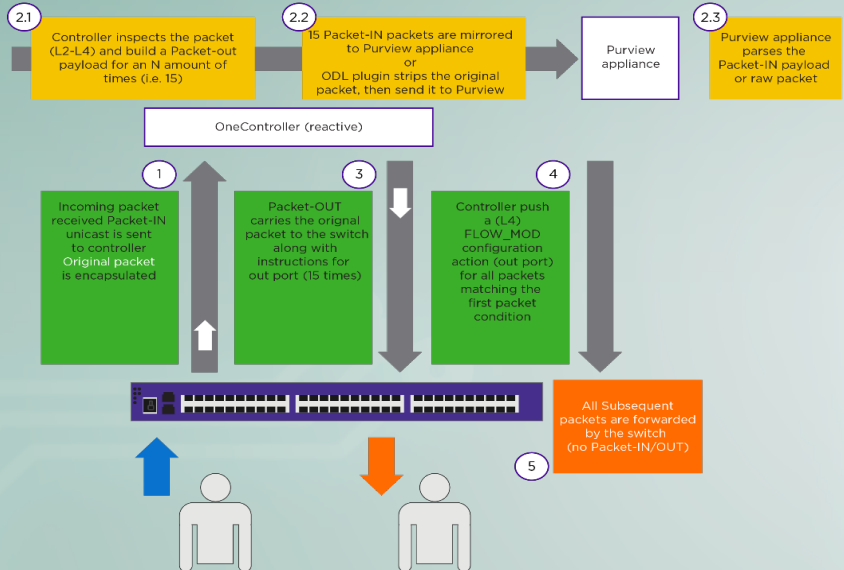 2.1
Controller inspects the packet
(L2-L4) and build a Packet-out
payload for an N amount of
times (i.e. 15)
2.2
15 Packet-IN packets are mirrored
to Purview appliance
or
ODL plugin strips the original
packet, then send it to Purview
Purview
appliance
2.3
Purview appliance
parses the
Packet-IN payload
or raw packet
OneController (reactive)
1
Incoming packet
received Packet-IN
unicast is sent
to controller
Original packet
is encapsulated
3
Packet-OUT
carries the orignal
packet to the switch
along with
instructions for
out port (15 times)
4
Controller push
a (L4)
FLOW_MOD
configuration
action (out port)
for all packets
matching the
first packet
condition
All Subsequent
packets are forwarded
by the switch
(no Packet-IN/OUT)
5